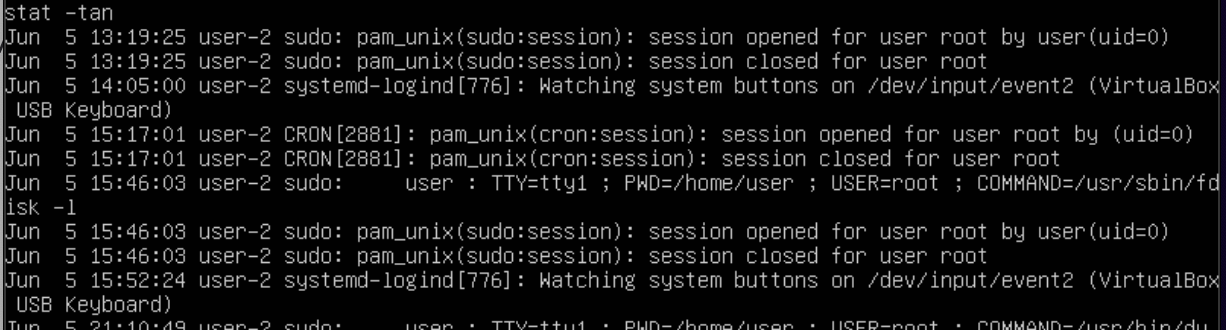 stat -tan
Jun  5 13:19:25 user-2 sudo: pam_unix(sudo:session): session opened for user root by user(uid=0)
Jun  5 13:19:25 user-2 sudo: pam_unix(sudo:session): session closed for user root
Jun  5 14:05:00 user-2 systemd-logind[776]: Watching system buttons on /dev/input/event2 (VirtualBox
 USB Keyboard)
Jun  5 15:17:01 user-2 CRON[2881]: pam_unix(cron:session): session opened for user root by (uid=0)
Jun  5 15:17:01 user-2 CRON[2881]: pam_unix(cron:session): session closed for user root
Jun  5 15:46:03 user-2 sudo:     user : TTY=tty1 ; PWD=/home/user ; USER=root ; COMMAND=/usr/sbin/fd
isk -l
Jun  5 15:46:03 user-2 sudo: pam_unix(sudo:session): session opened for user root by user(uid=0)
Jun  5 15:46:03 user-2 sudo: pam_unix(sudo:session): session closed for user root
Jun  5 15:52:24 user-2 systemd-logind[776]: Watching system buttons on /dev/input/event2 (VirtualBox
 USB Keyboard)
Jun  5 21:10:49 user-2 sudo:     user : TTY=tty1 ; PWD=/home/user ; USER=root ; COMMAND=/usr/bin/du